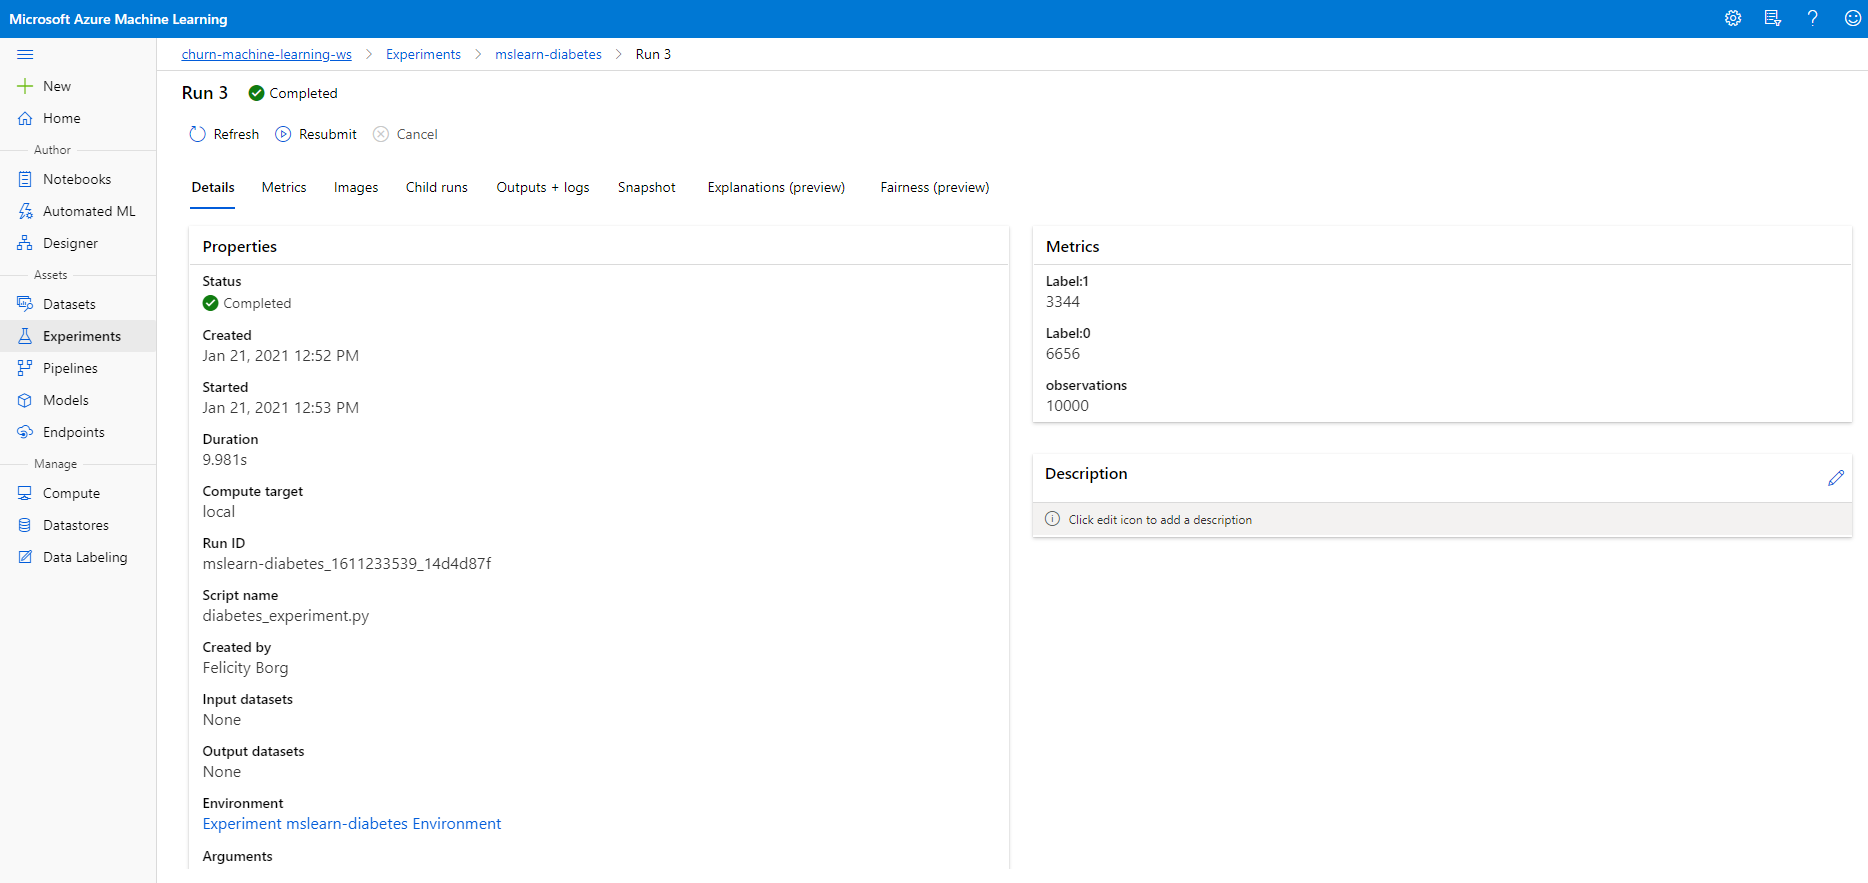 Microsoft Azure Machine Learning
churn-machine-learning-ws > Experiments > mslearn-diabetes > Run 3
New
Home
Author
Notebooks
Automated ML
Designer
Assets
Datasets
Experiments
Pipelines
Models
Endpoints
Manage
Compute
Datastores
Data Labeling
Run 3 Completed
Refresh Resubmit Cancel
Details Metrics Images Child runs Outputs + logs Snapshot Explanations (preview) Fairness (preview)
Properties
Status
Completed
Created
Jan 21, 2021 12:52 PM
Started
Jan 21, 2021 12:53 PM
Duration
9.981s
Compute target
local
Run ID
mslearn-diabetes_1611233539_14d4d87f
Script name
diabetes_experiment.py
Created by
Felicity Borg
Input datasets
None
Output datasets
None
Environment
Experiment mslearn-diabetes Environment
Arguments
Metrics
Label:1
3344
Label:0
6656
observations
10000
Description
Click edit icon to add a description